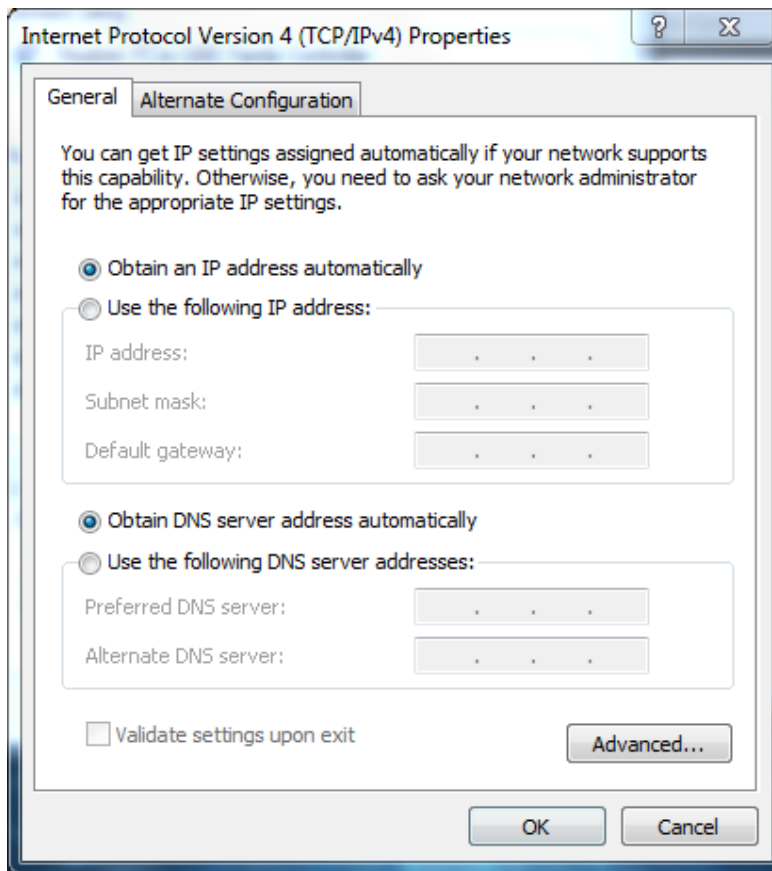 Internet Protocol Version 4 (TCP/IPv4) Properties
General
Alternate Configuration
You can get IP settings assigned automatically if your network supports
this capability. Otherwise, you need to ask your network administrator
for the appropriate IP settings.
Obtain an IP address automatically
Use the following IP address:
IP address:
Subnet mask:
Default gateway:
Obtain DNS server address automatically
Use the following DNS server addresses:
Preferred DNS server:
Alternate DNS server:
Validate settings upon exit
Advanced...
OK
Cancel